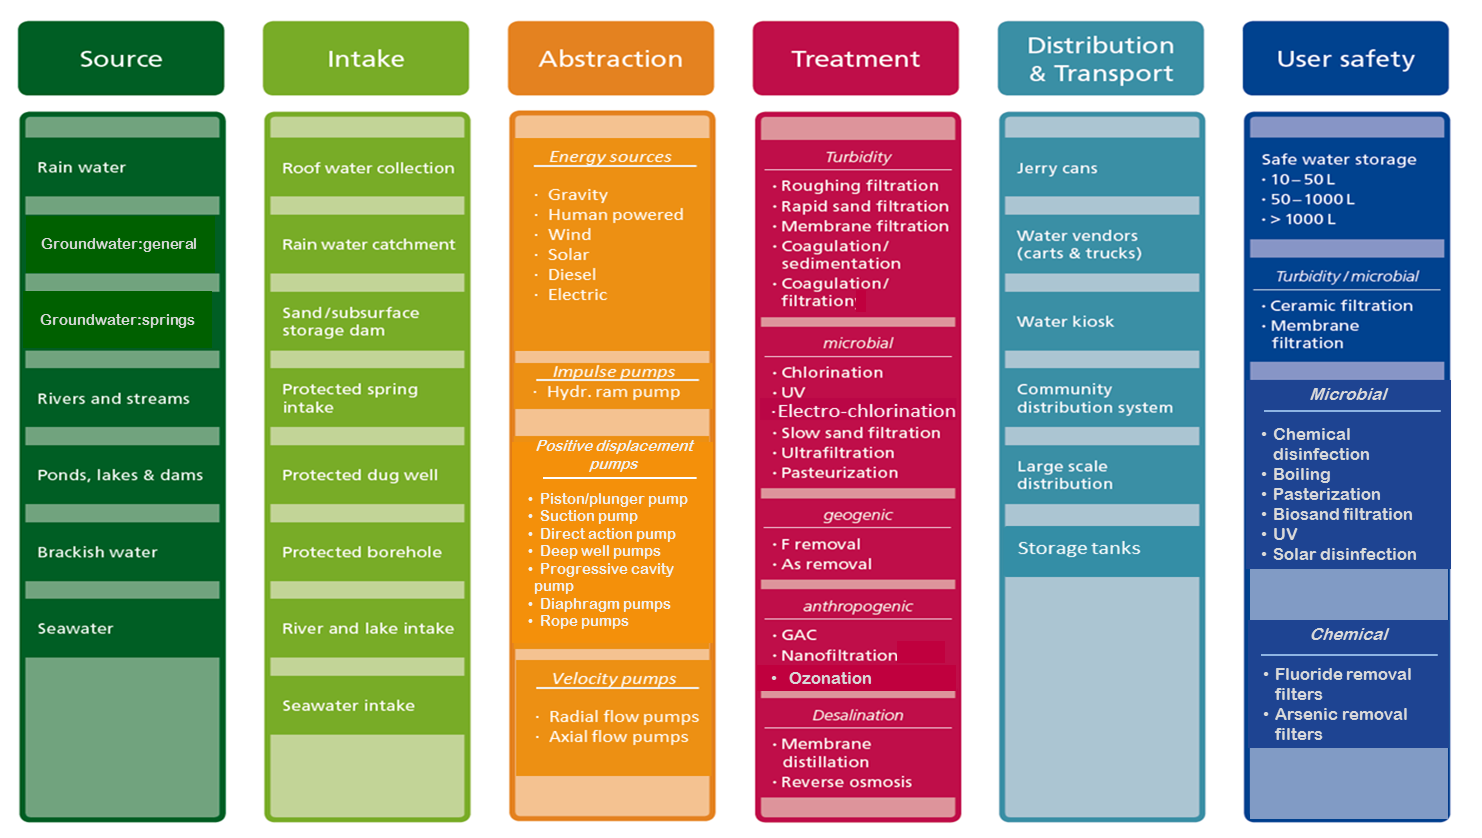 Source
Rain water
Groundwater:general
Groundwater:springs
Rivers and streams
Ponds, lakes & dams
Brackish water
Seawater
Intake
Roof water collection
Rain water catchment
Sand/subsurface
storage dam
Protected spring
intake
Protected dug well
Protected borehole
River and lake intake
Seawater intake
Abstraction
Energy sources
· Gravity
· Human powered
· Wind
· Solar
· Diesel
· Electric
Impulse pumps
· Hydr. ram pump
Positive displacement
pumps
• Piston/plunger pump
• Suction pump
• Direct action pump
• Deep well pumps
• Progressive cavity
pump
• Diaphragm pumps
• Rope pumps
Velocity pumps
· Radial flow pumps
· Axial flow pumps
Treatment
Turbidity
· Roughing filtration
· Rapid sand filtration
· Membrane filtration
· Coagulation/
sedimentation
· Coagulation/
filtration
microbial
· Chlorination
· UV
·Electro-chlorination
· Slow sand filtration
· Ultrafiltration
· Pasteurization
geogenic
· F removal
· As removal
anthropogenic
· GAC
· Nanofiltration
• Ozonation
Desalination
· Membrane
distillation
· Reverse osmosis
Distribution
& Transport
Jerry cans
Water vendors
(carts & trucks)
Water kiosk
Community
distribution system
Large scale
distribution
Storage tanks
User safety
Safe water storage
· 10–50 L
· 50–1000 L
· > 1000 L
Turbidity/microbial
· Ceramic filtration
· Membrane
filtration
Microbial
• Chemical
disinfection
• Boiling
• Pasterization
• Biosand filtration
• UV
• Solar disinfection
Chemical
• Fluoride removal
filters
• Arsenic removal
filters